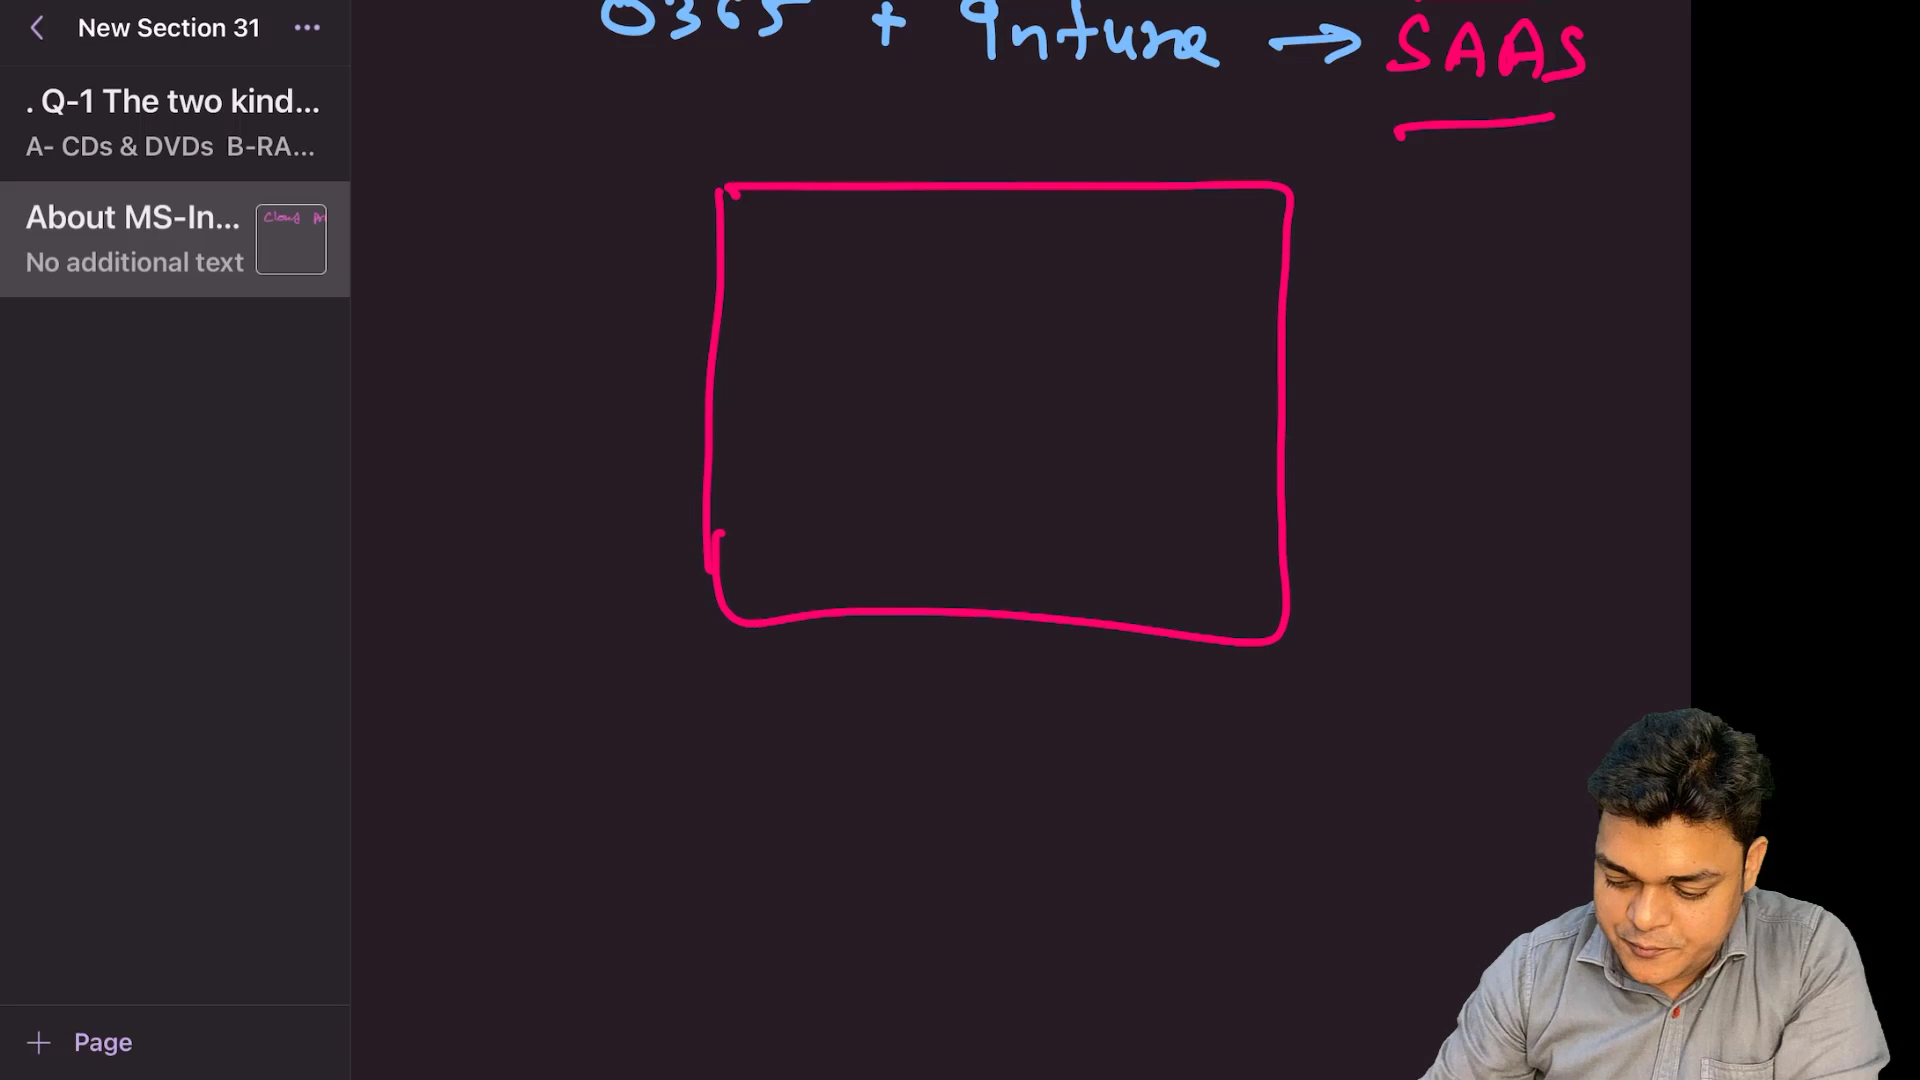 New Section 31 ...
. Q-1 The two kind...
A- CDs & DVDs B-RA...
About MS-In...
No additional text
Cloud
+ Page
O365 + Intune → SAAS